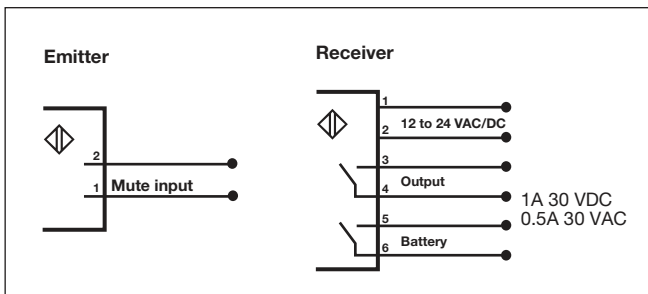 Emitter
2
1 Mute input
Receiver
1
12 to 24 VAC/DC
2
3
Output
4
1A 30 VDC
0.5A 30 VAC
5
Battery
6